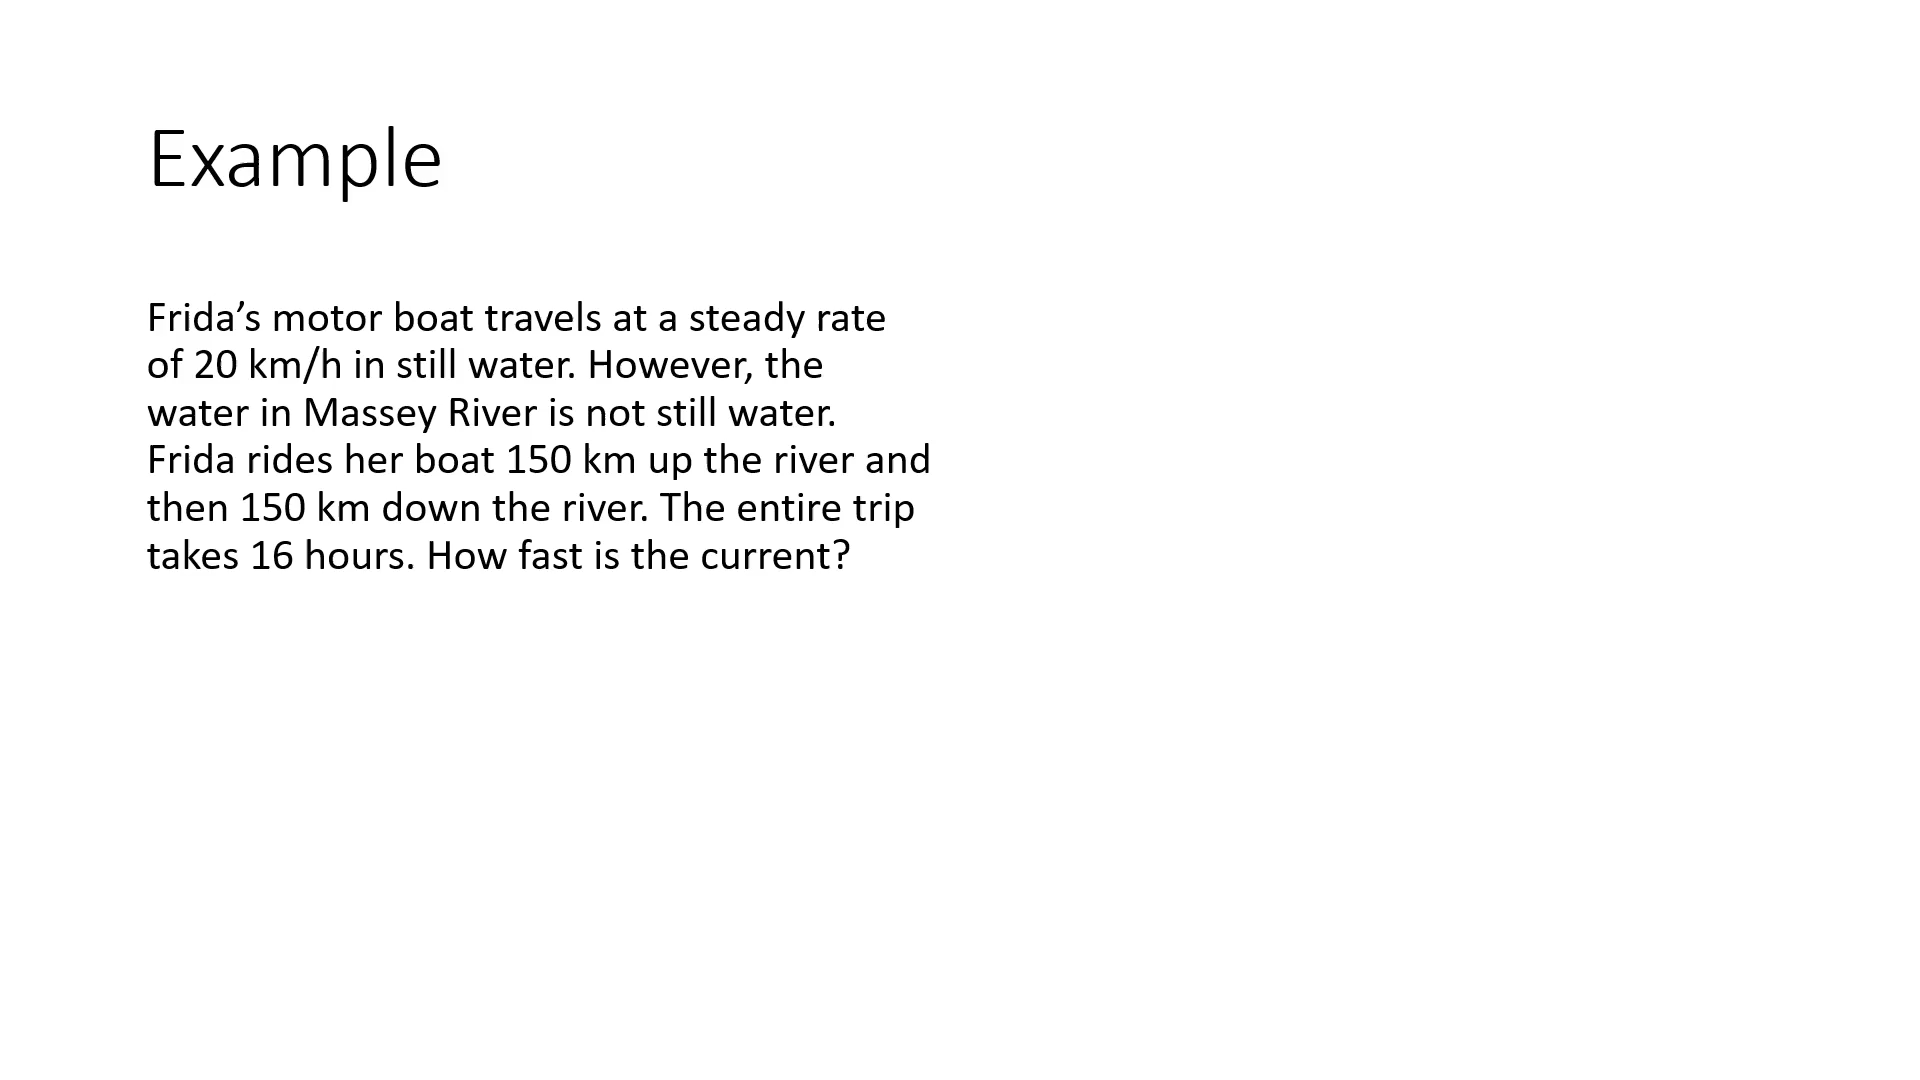 Example
Frida’s motor boat travels at a steady rate
of 20 km/h in still water. However, the
water in Massey River is not still water.
Frida rides her boat 150 km up the river and
then 150 km down the river. The entire trip
takes 16 hours. How fast is the current?